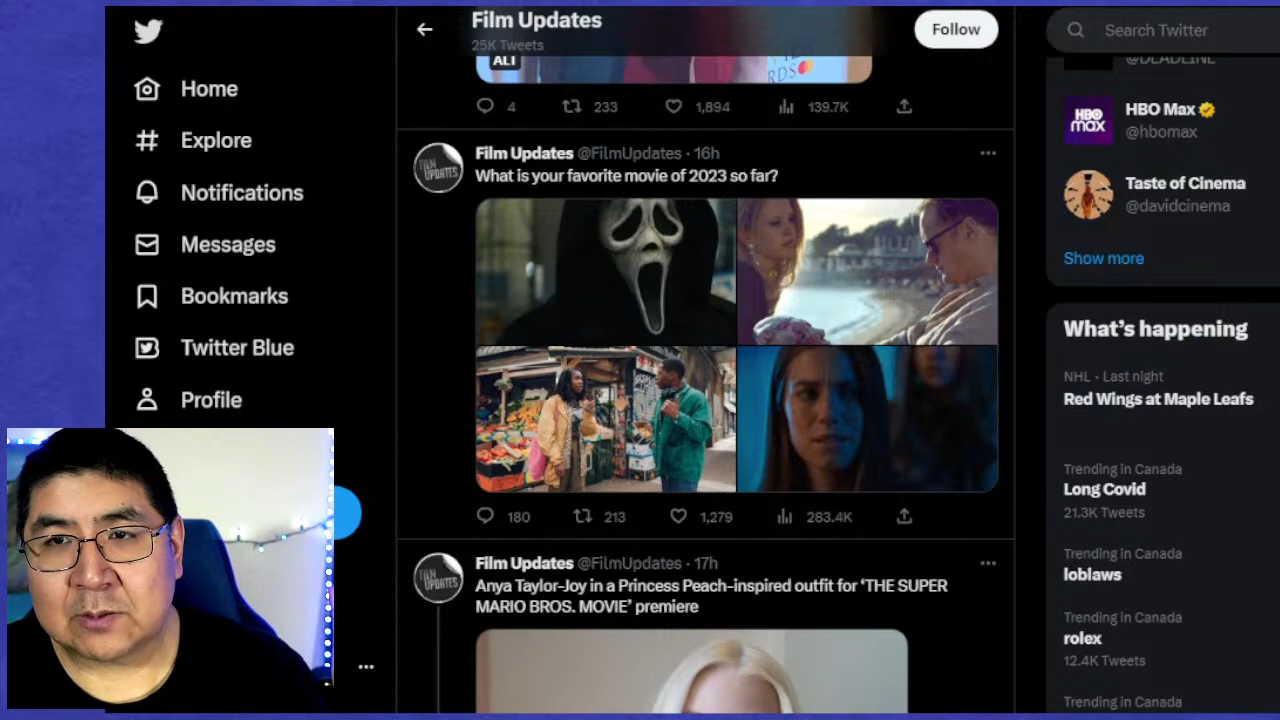 Home
Explore
Notifications
Messages
Bookmarks
Twitter Blue
Profile
Film Updates
25K Tweets
Follow
ALT
4 233 1,894 139.7K
Film Updates @FilmUpdates · 16h
What is your favorite movie of 2023 so far?
180 213 1,279 283.4K
Film Updates @FilmUpdates · 17h
Anya Taylor-Joy in a Princess Peach-inspired outfit for ‘THE SUPER
MARIO BROS. MOVIE’ premiere
Search Twitter
@DEADLINE
HBO
max
HBO Max
@hbomax
Taste of Cinema
@davidcinema
Show more
What’s happening
NHL · Last night
Red Wings at Maple Leafs
Trending in Canada
Long Covid
21.3K Tweets
Trending in Canada
loblaws
Trending in Canada
rolex
12.4K Tweets
Trending in Canada